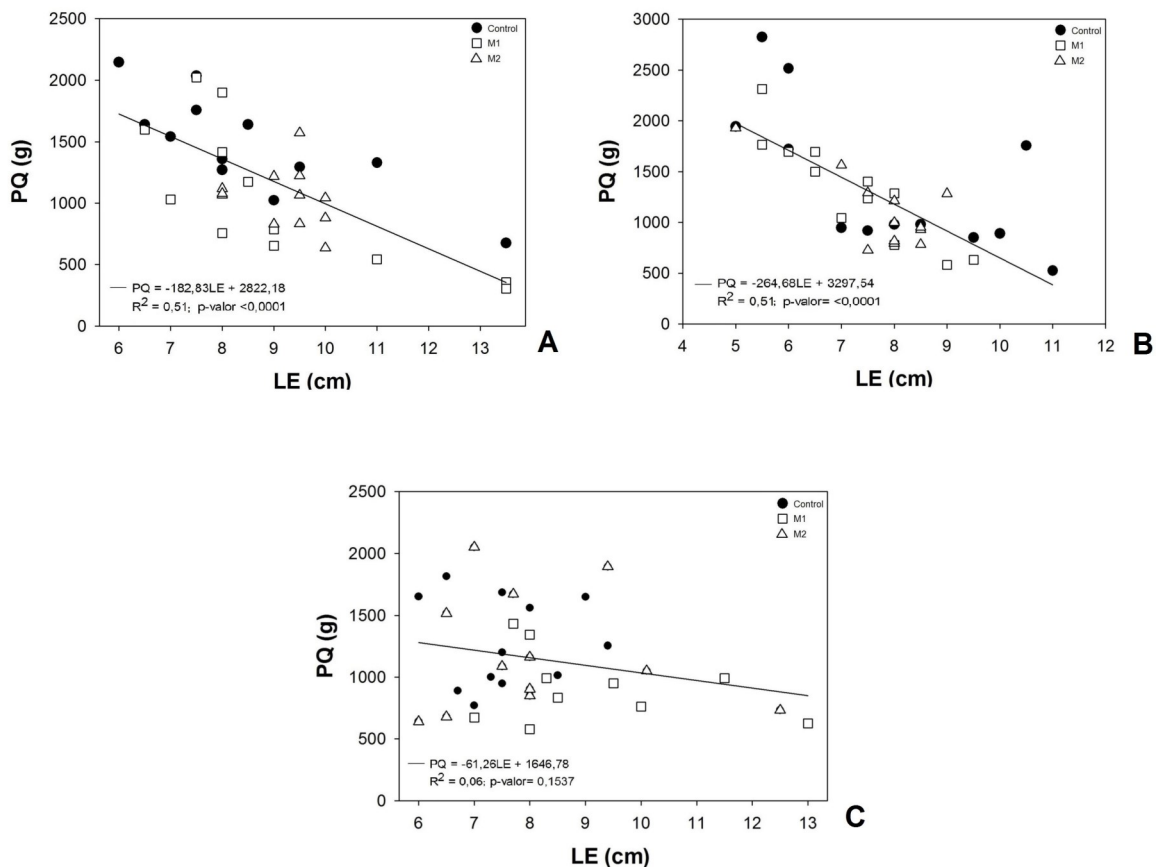 2500
2000
1500
1000
500
0
PQ (g)
Control
M1
M2
PQ = -182,83LE + 2822,18
R² = 0,51; p-valor <0,0001
6 7 8 9 10 11 12 13
LE (cm)
A
3000
2500
2000
1500
1000
500
0
PQ (g)
Control
M1
M2
PQ = -264,68LE + 3297,54
R² = 0,51; p-valor= <0,0001
4 5 6 7 8 9 10 11 12
LE (cm)
B
2500
2000
1500
1000
500
0
PQ (g)
Control
M1
M2
PQ = -61,26LE + 1646,78
R² = 0,06; p-valor= 0,1537
6 7 8 9 10 11 12 13
LE (cm)
C